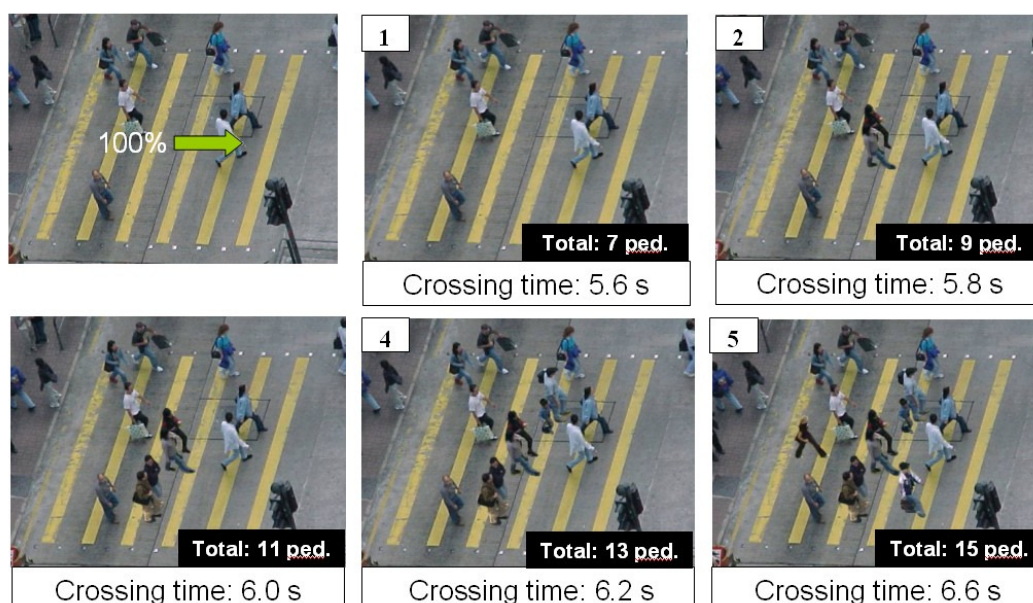 100%
1
Total: 7 ped.
Crossing time: 5.6 s
2
Total: 9 ped.
Crossing time: 5.8 s
Total: 11 ped.
Crossing time: 6.0 s
4
Total: 13 ped.
Crossing time: 6.2 s
5
Total: 15 ped.
Crossing time: 6.6 s